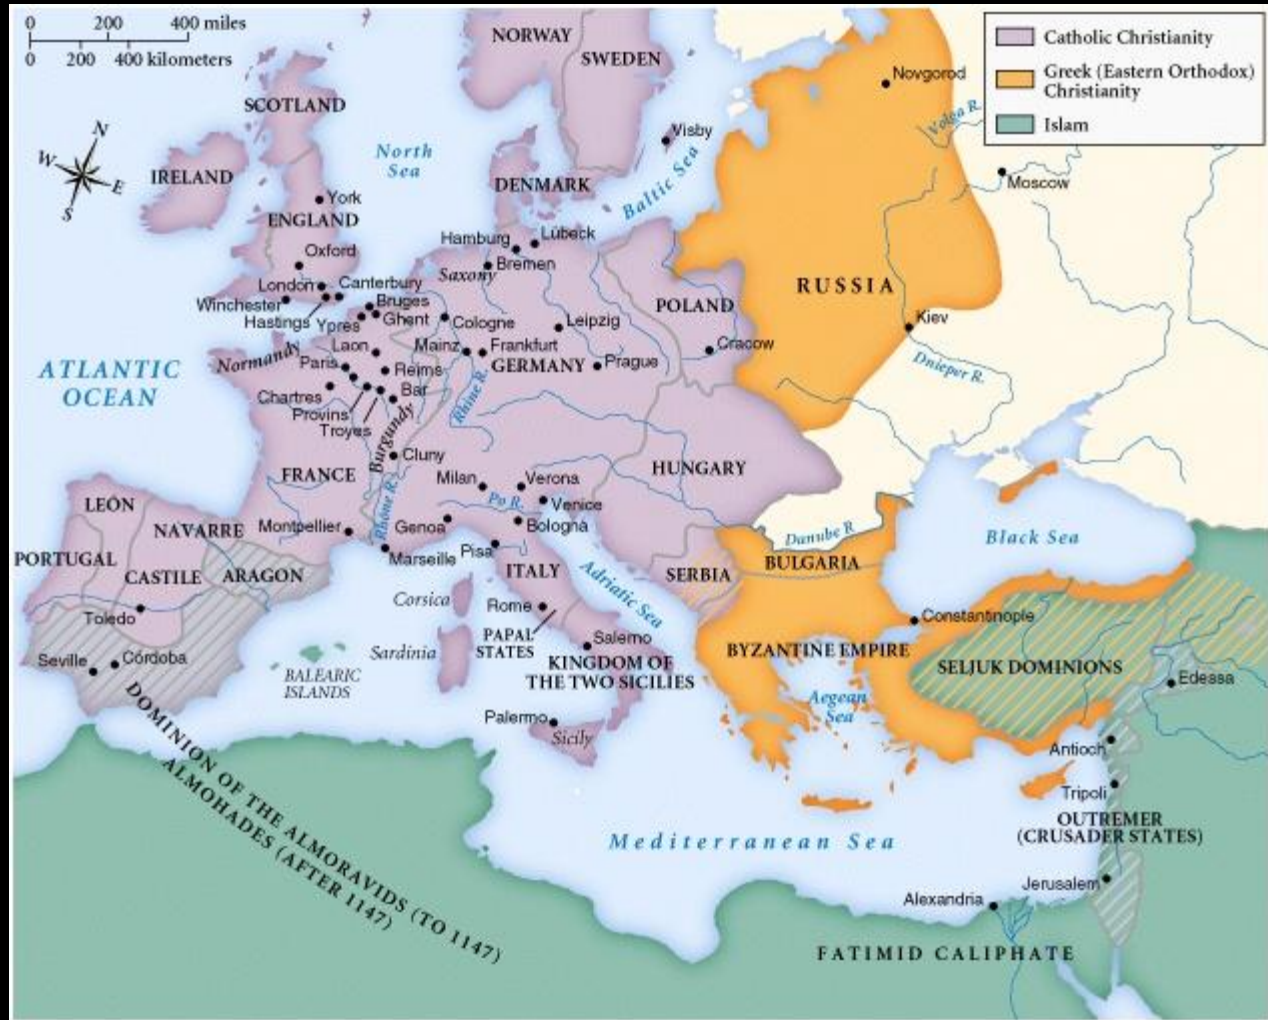 0 200 400 miles
0 200 400 kilometers
N
W
E
S
Catholic Christianity
Greek (Eastern Orthodox)
Christianity
Islam
NORWAY
SWEDEN
SCOTLAND
Novgorod
Volga R.
Visby
North
Sea
IRELAND
DENMARK
Baltic Sea
Moscow
York
ENGLAND
Oxford
Hamburg
Lübeck
Bremen
Saxony
London
Canterbury
Winchester
Hastings
Bruges
Ypres
Ghent
RUSSIA
POLAND
Kiev
Cologne
Leipzig
Normandy
Laon
Mainz
Frankfurt
Cracow
Paris
Reims
GERMANY
Prague
Dnieper R.
ATLANTIC
OCEAN
Chartres
Bar
Rhine R.
Provins
Troyes
Burgundy
Cluny
FRANCE
Milan
Verona
HUNGARY
Po R.
Venice
Rhône R.
LEÓN
NAVARRE
Montpellier
Genoa
Bologna
Danube R.
Black Sea
PORTUGAL
CASTILE
ARAGON
Marseille
Pisa
ITALY
Adriatic Sea
SERBIA
BULGARIA
Corsica
Rome
Toledo
PAPAL
STATES
Salerno
Constantinople
Sardinia
KINGDOM OF
THE TWO SICILIES
BYZANTINE EMPIRE
SELJUK DOMINIONS
Seville
Córdoba
BALEARIC
ISLANDS
Edessa
Aegean
Sea
Palermo
Sicily
DOMINION OF THE ALMORAVIDS (TO 1147)
ALMOHADES (AFTER 1147)
Antioch
Tripoli
OUTREMER
(CRUSADER STATES)
Mediterranean Sea
Jerusalem
Alexandria
FATIMID CALIPHATE